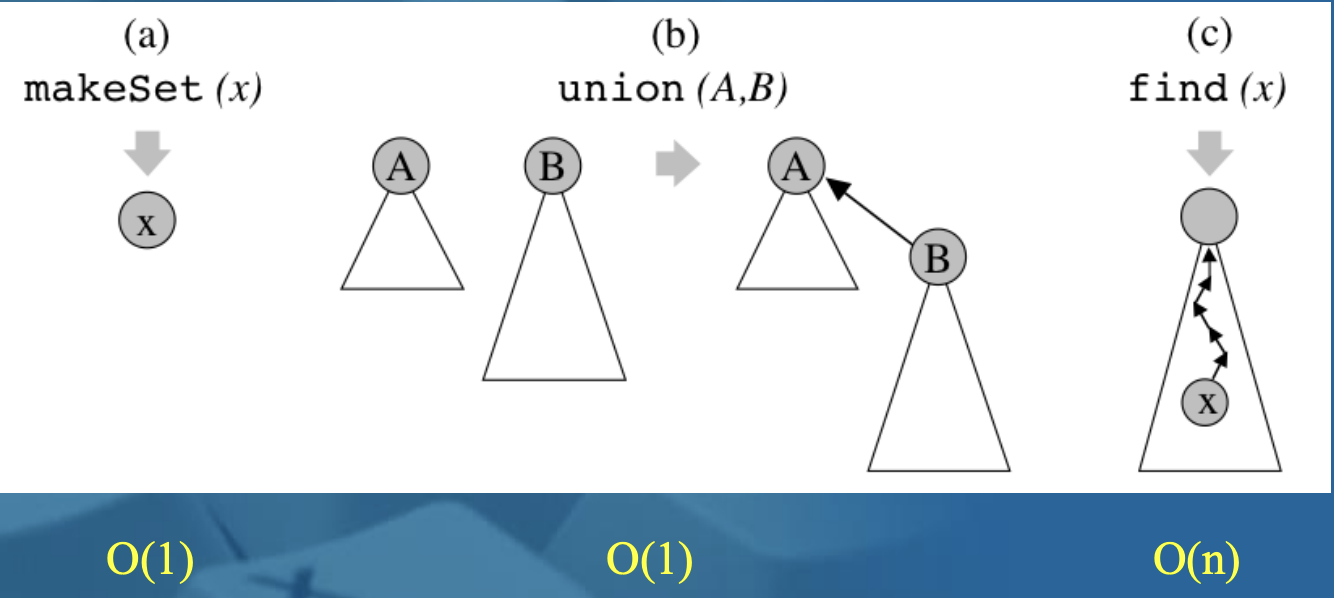 (a) (b) (c)
makeSet (x) union (A,B) find (x)
A B A
x B
x
O(1) O(1) O(n)